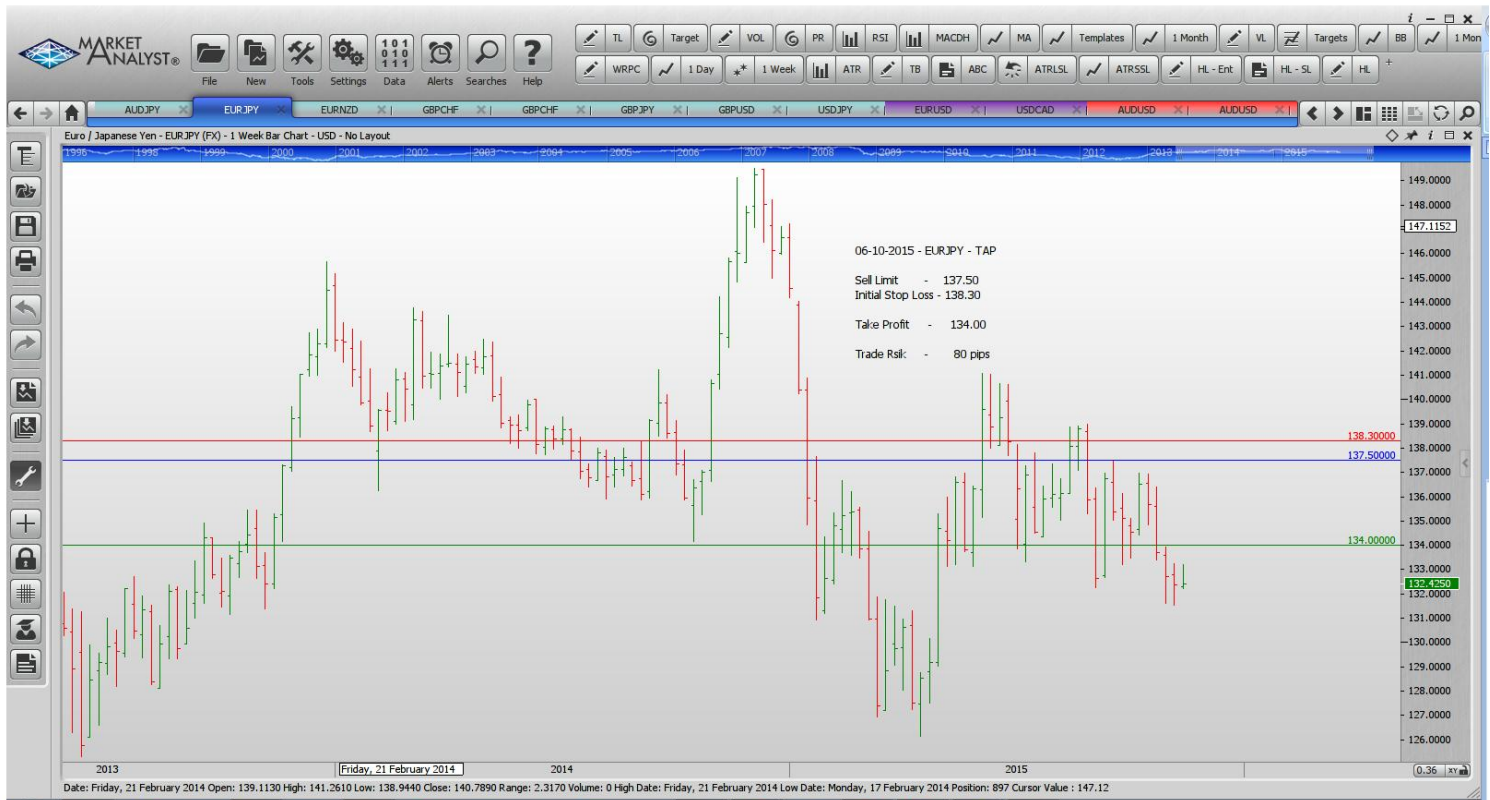 MARKET
ANALYST®
File New Tools Settings Data Alerts Searches Help
TL Target VOL PR RSI MACDH MA Templates 1 Month VL Targets BB 1 Mon
WRPC 1 Day 1 Week ATR TB ABC ATRLSL ATRSSL HL - Ent HL - SL HL +
AUDJPY EURJPY EURNZD GBPCHF GBPCHF GBPJPY GBPUSD USDJPY EURUSD USDCAD AUDUSD AUDUSD
Euro / Japanese Yen - EURJPY (FX) - 1 Week Bar Chart - USD - No Layout
1996 1998 1999 2000 2001 2002 2003 2004 2005 2006 2007 2008 2009 2010 2011 2012 2013 2014 2015
149.0000
148.0000
147.1152
146.0000
145.0000
144.0000
143.0000
142.0000
141.0000
140.0000
139.0000
138.0000
137.0000
136.0000
135.0000
134.0000
133.0000
132.4250
132.0000
131.0000
130.0000
129.0000
128.0000
127.0000
126.0000
06-10-2015 - EURJPY - TAP
Sell Limit - 137.50
Initial Stop Loss - 138.30
Take Profit - 134.00
Trade Rsik - 80 pips
138.30000
137.50000
134.00000
2013 Friday, 21 February 2014 2014 2015 0.36 XY
Date: Friday, 21 February 2014 Open: 139.1130 High: 141.2610 Low: 138.9440 Close: 140.7890 Range: 2.3170 Volume: 0 High Date: Friday, 21 February 2014 Low Date: Monday, 17 February 2014 Position: 897 Cursor Value : 147.12